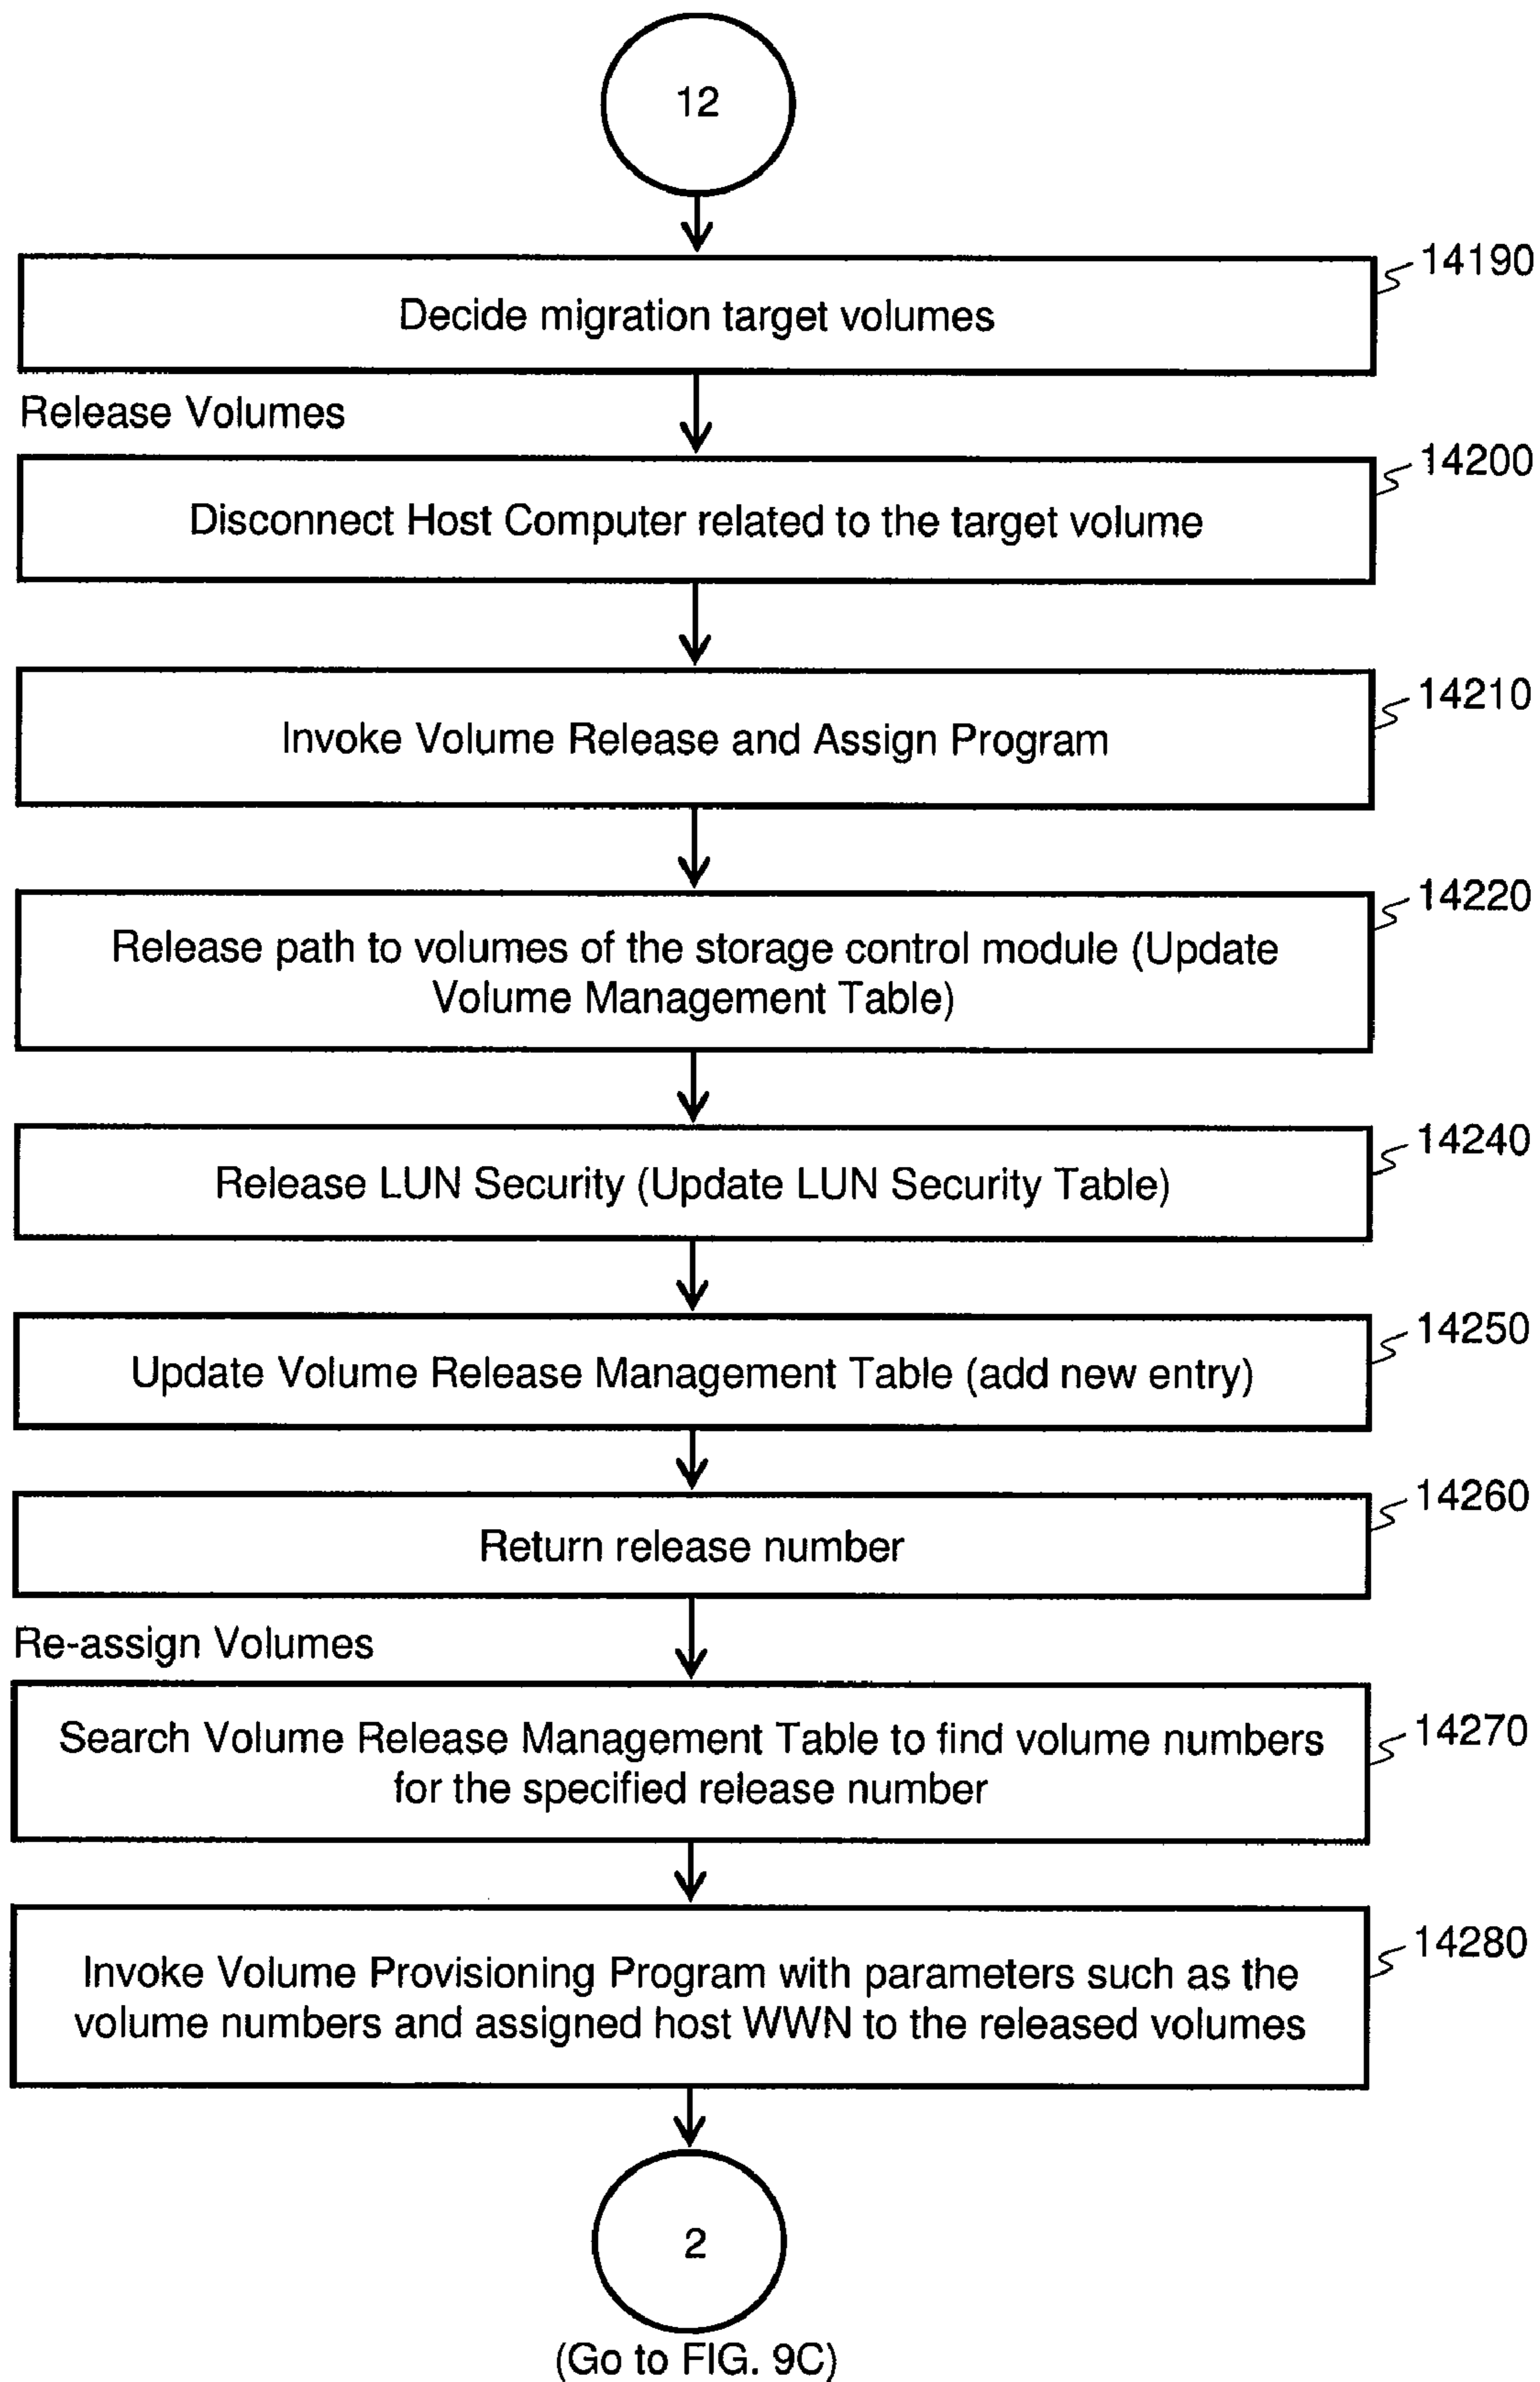 12
14190
Decide migration target volumes
Release Volumes
14200
Disconnect Host Computer related to the target volume
14210
Invoke Volume Release and Assign Program
14220
Release path to volumes of the storage control module (Update
Volume Management Table)
14240
Release LUN Security (Update LUN Security Table)
14250
Update Volume Release Management Table (add new entry)
14260
Return release number
Re-assign Volumes
14270
Search Volume Release Management Table to find volume numbers
for the specified release number
14280
Invoke Volume Provisioning Program with parameters such as the
volume numbers and assigned host WWN to the released volumes
2
(Go to FIG. 9C)